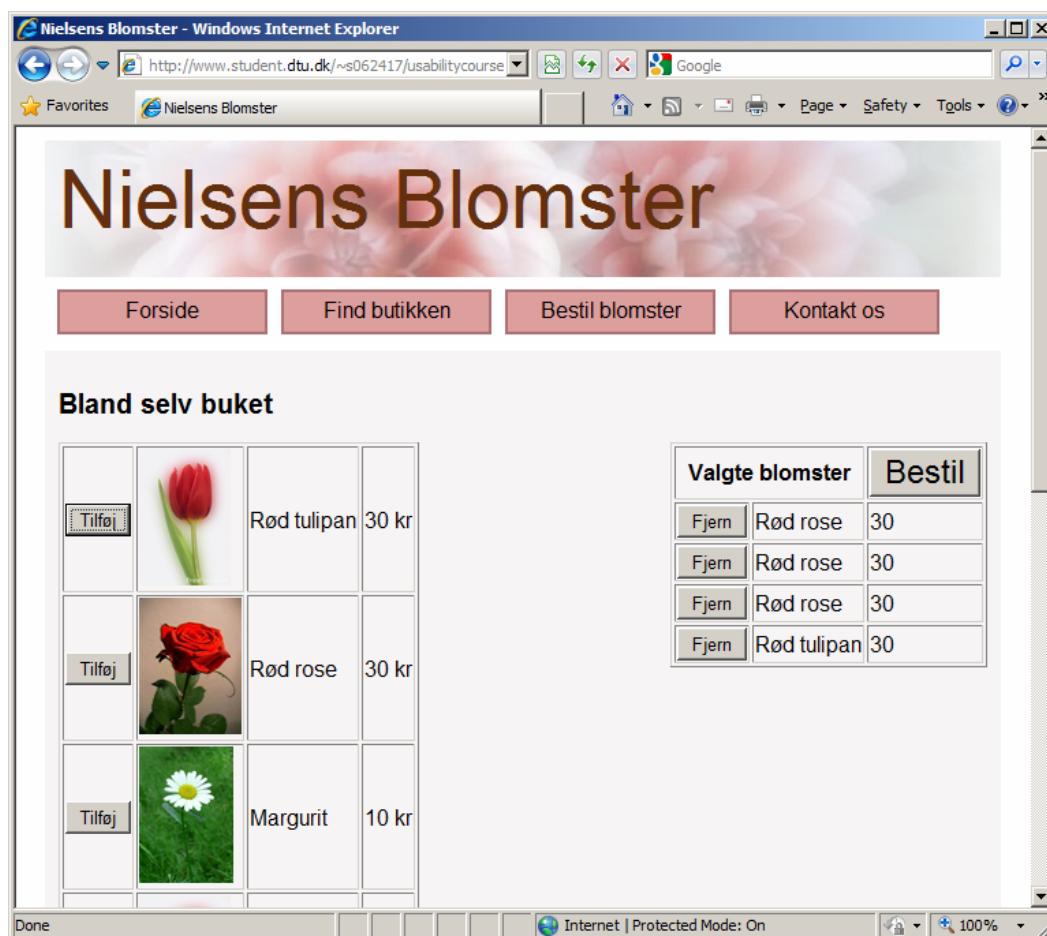 Nielsens Blomster - Windows Internet Explorer
http://www.student.dtu.dk/~s062417/usabilitycourse
Google
Favorites
Nielsens Blomster
Page
Safety
Tools
Nielsens Blomster
Forside
Find butikken
Bestil blomster
Kontakt os
Bland selv buket
Tilføj Rød tulipan 30 kr
Tilføj Rød rose 30 kr
Tilføj Margurit 10 kr
Valgte blomster Bestil
Fjern Rød rose 30
Fjern Rød rose 30
Fjern Rød rose 30
Fjern Rød tulipan 30
Done
Internet | Protected Mode: On
100%